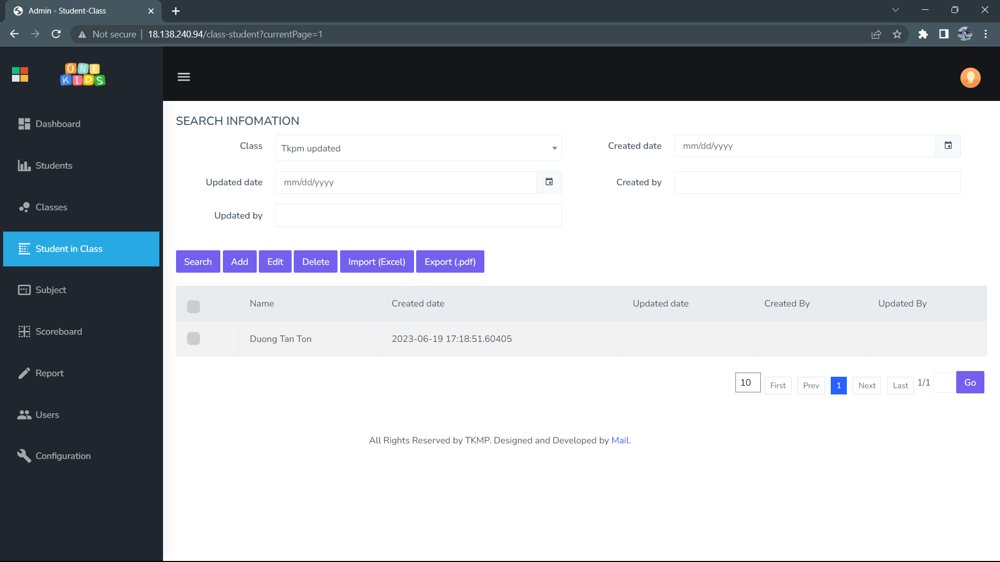 Admin - Student-Class
Not secure
18.138.240.94/class-student?currentPage=1
ONE
KIDS
Dashboard
Students
Classes
Student in Class
Subject
Scoreboard
Report
Users
Configuration
SEARCH INFOMATION
Class
Tkpm updated
Created date
mm/dd/yyyy
Updated date
mm/dd/yyyy
Created by
Updated by
Search Add Edit Delete Import (Excel) Export (.pdf)
Name Created date Updated date Created By Updated By
Duong Tan Ton 2023-06-19 17:18:51.60405
10 First Prev 1 Next Last 1/1 Go
All Rights Reserved by TKMP. Designed and Developed by Mail.